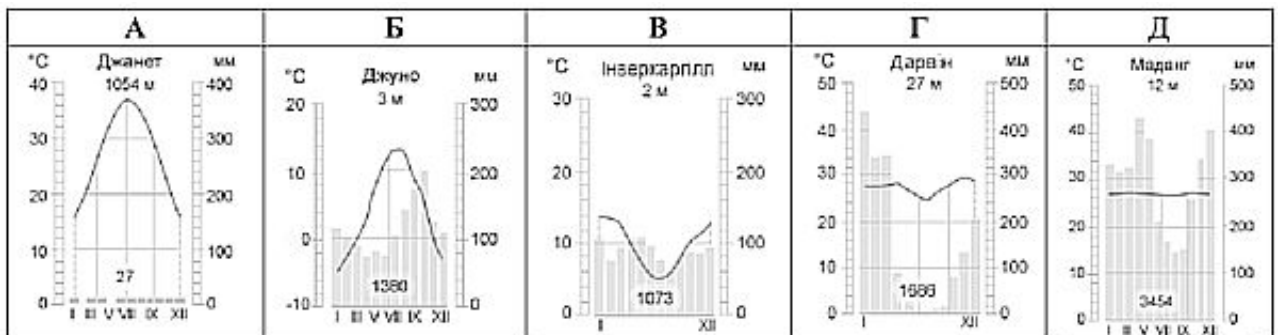 А Б В Г Д
°C Джанет мм
1054 м
40 400
30 300
20 200
10 100
0 0
27
I III V VII IX XII
°C Джуно мм
3 м
20 300
10 200
0 100
-10 0
1380
I III V VII IX XII
°C Інверкаргілл мм
2 м
30 300
20 200
10 100
0 0
1073
I XII
°C Дарвін мм
27 м
50 500
40 400
30 300
20 200
10 100
0 0
1686
I XII
°C Маданг мм
12 м
50 500
40 400
30 300
20 200
10 100
0 0
3454
I III V VII IX XII